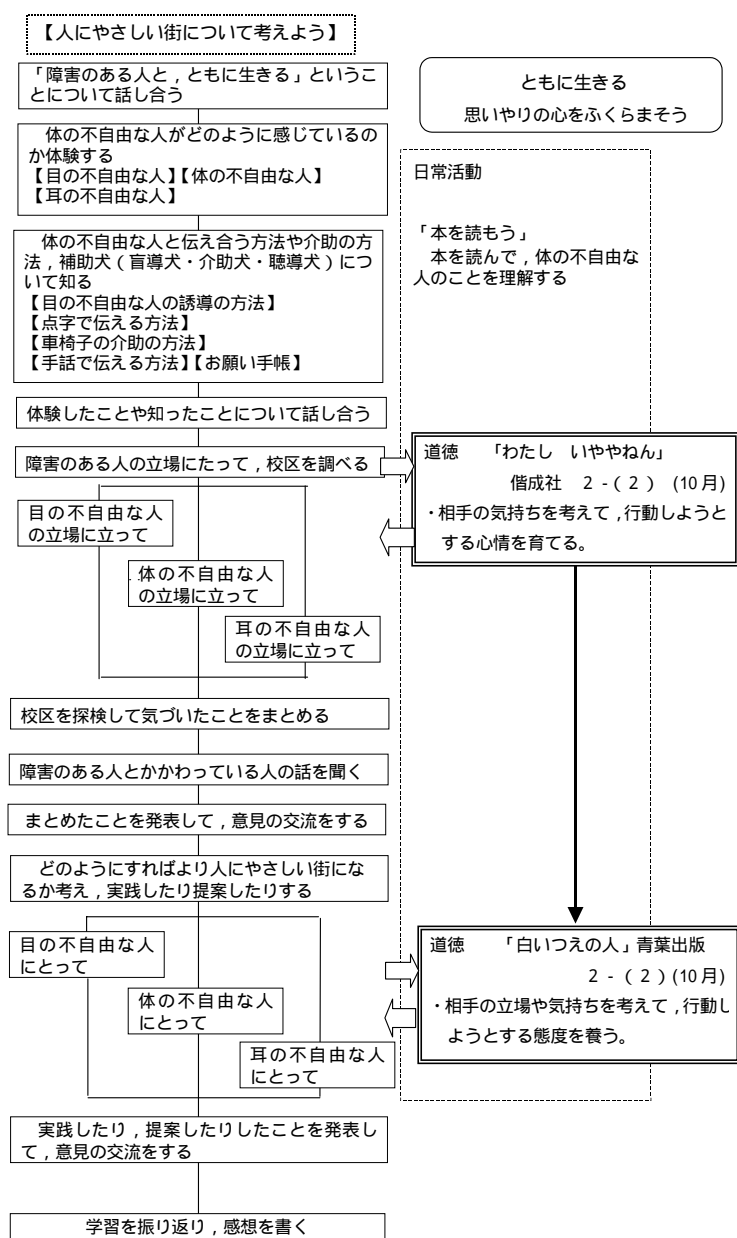 【人にやさしい街について考えよう】
「障害のある人と，ともに生きる」というこ
とについて話し合う
体の不自由な人がどのように感じているの
か体験する
【目の不自由な人】【体の不自由な人】
【耳の不自由な人】
体の不自由な人と伝え合う方法や介助の方
法，補助犬（盲導犬・介助犬・聴導犬）につ
いて知る
【目の不自由な人の誘導の方法】
【点字で伝える方法】
【車椅子の介助の方法】
【手話で伝える方法】【お願い手帳】
体験したことや知ったことについて話し合う
障害のある人の立場にたって，校区を調べる
目の不自由な人
の立場に立って
体の不自由な人
の立場に立って
耳の不自由な人
の立場に立って
校区を探検して気づいたことをまとめる
障害のある人とかかわっている人の話を聞く
まとめたことを発表して，意見の交流をする
どのようにすればより人にやさしい街にな
るか考え，実践したり提案したりする
目の不自由な人
にとって
体の不自由な人
にとって
耳の不自由な人
にとって
実践したり，提案したりしたことを発表し
て，意見の交流をする
学習を振り返り，感想を書く
ともに生きる
思いやりの心をふくらまそう
日常活動
「本を読もう」
本を読んで，体の不自由な
人のことを理解する
道徳　「わたし　いややねん」
偕成社　２-（２）　(10月)
・相手の気持ちを考えて，行動しようと
する心情を育てる。
道徳　「白いつえの人」青葉出版
２-（２）(10月)
・相手の立場や気持ちを考えて，行動し
ようとする態度を養う。